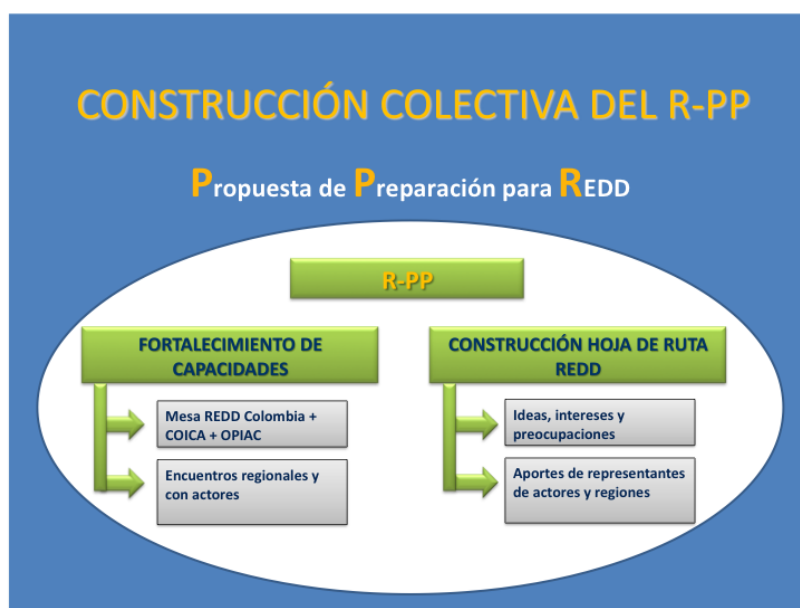 CONSTRUCCIÓN COLECTIVA DEL R-PP
Propuesta de Preparación para REDD
R-PP
FORTALECIMIENTO DE
CAPACIDADES
Mesa REDD Colombia +
COICA + OPIAC
Encuentros regionales y
con actores
CONSTRUCCIÓN HOJA DE RUTA
REDD
Ideas, intereses y
preocupaciones
Aportes de representantes
de actores y regiones